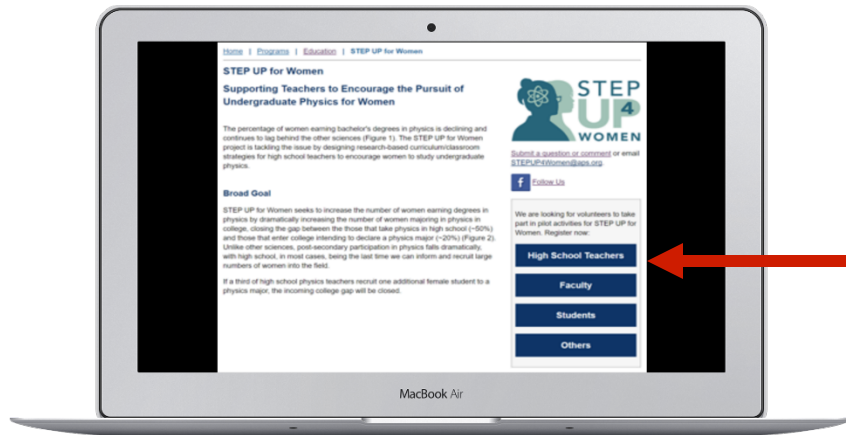 Home | Programs | Education | STEP UP for Women
STEP UP for Women
Supporting Teachers to Encourage the Pursuit of
Undergraduate Physics for Women
The percentage of women earning bachelor's degrees in physics is declining and
continues to lag behind the other sciences (Figure 1). The STEP UP for Women
project is tackling the issue by designing research-based curriculum/classroom
strategies for high school teachers to encourage women to study undergraduate
physics.
Broad Goal
STEP UP for Women seeks to increase the number of women earning degrees in
physics by dramatically increasing the number of women majoring in physics in
college, closing the gap between the those that take physics in high school (~50%)
and those that enter college intending to declare a physics major (~20%) (Figure 2).
Unlike other sciences, post-secondary participation in physics falls dramatically,
with high school, in most cases, being the last time we can inform and recruit large
numbers of women into the field.
If a third of high school physics teachers recruit one additional female student to a
physics major, the incoming college gap will be closed.
STEP
UP
4
WOMEN
Submit a question or comment or email
STEPUP4Women@aps.org.
f Follow Us
We are looking for volunteers to take
part in pilot activities for STEP UP for
Women. Register now:
High School Teachers
Faculty
Students
Others
MacBook Air